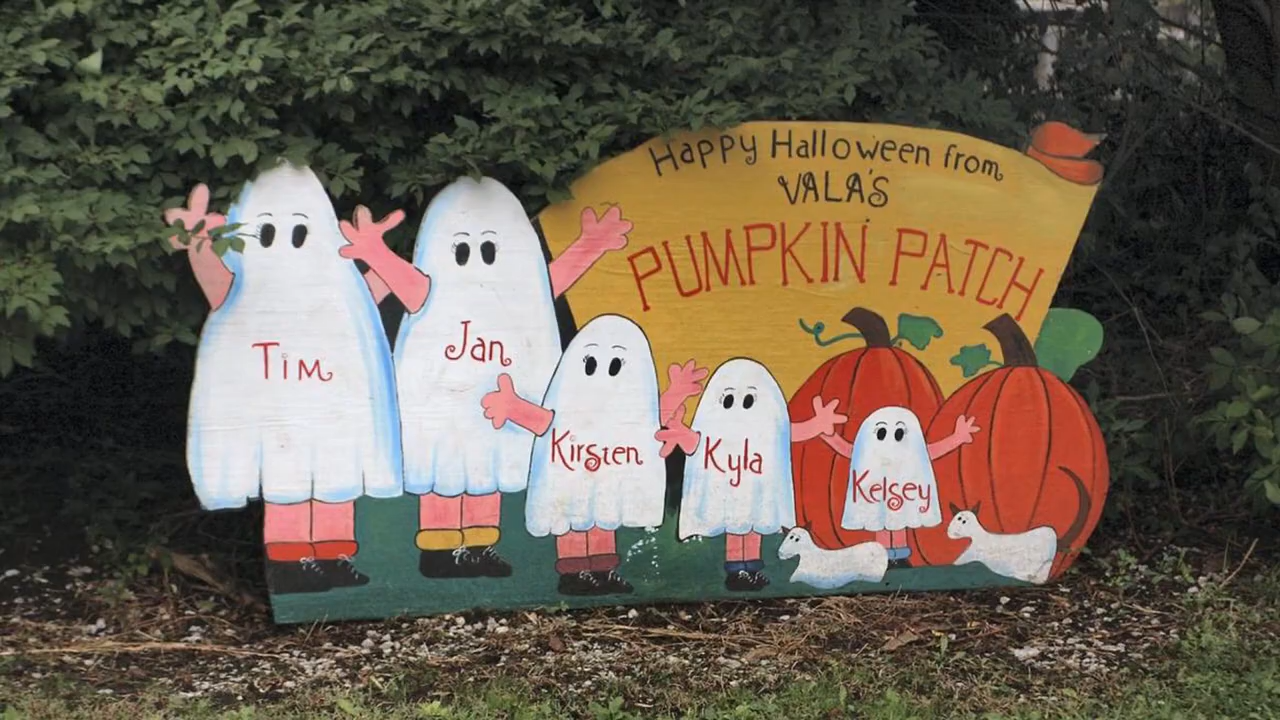 Happy Halloween from
VALA'S
PUMPKIN PATCH
Tim
Jan
Kirsten
Kyla
Kelsey